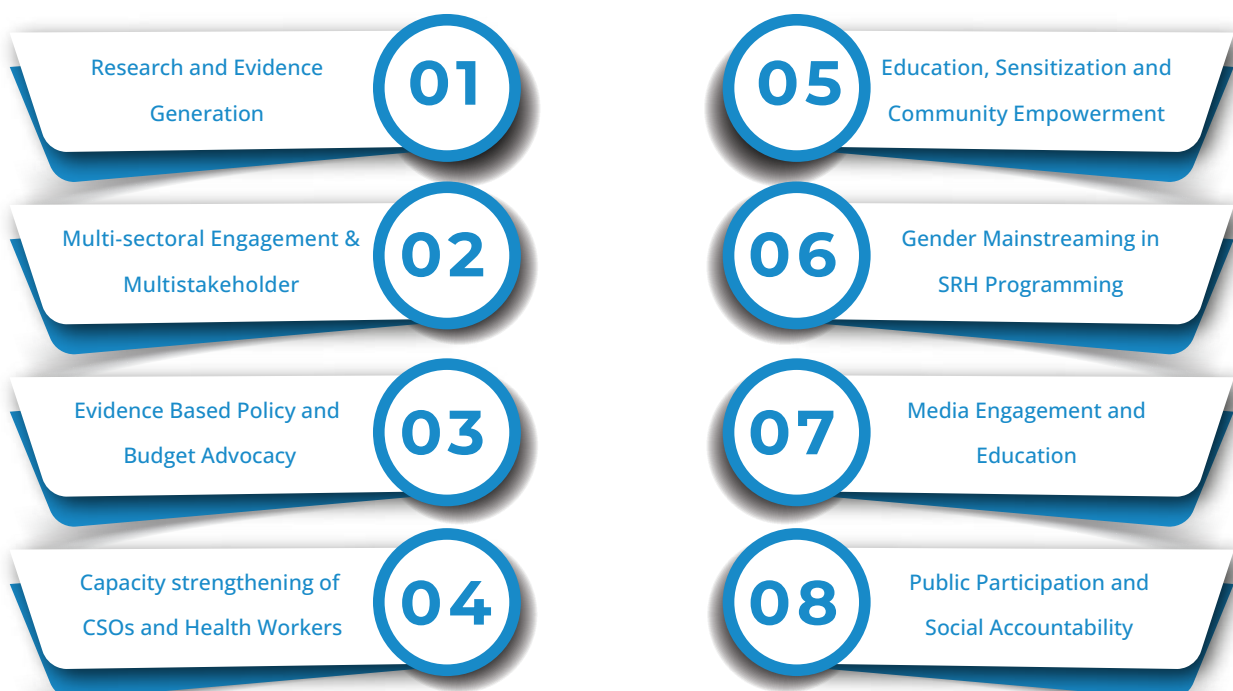 Research and Evidence
Generation
01
Multi-sectoral Engagement &
Multistakeholder
02
Evidence Based Policy and
Budget Advocacy
03
Capacity strengthening of
CSOs and Health Workers
04
05
Education, Sensitization and
Community Empowerment
06
Gender Mainstreaming in
SRH Programming
07
Media Engagement and
Education
08
Public Participation and
Social Accountability